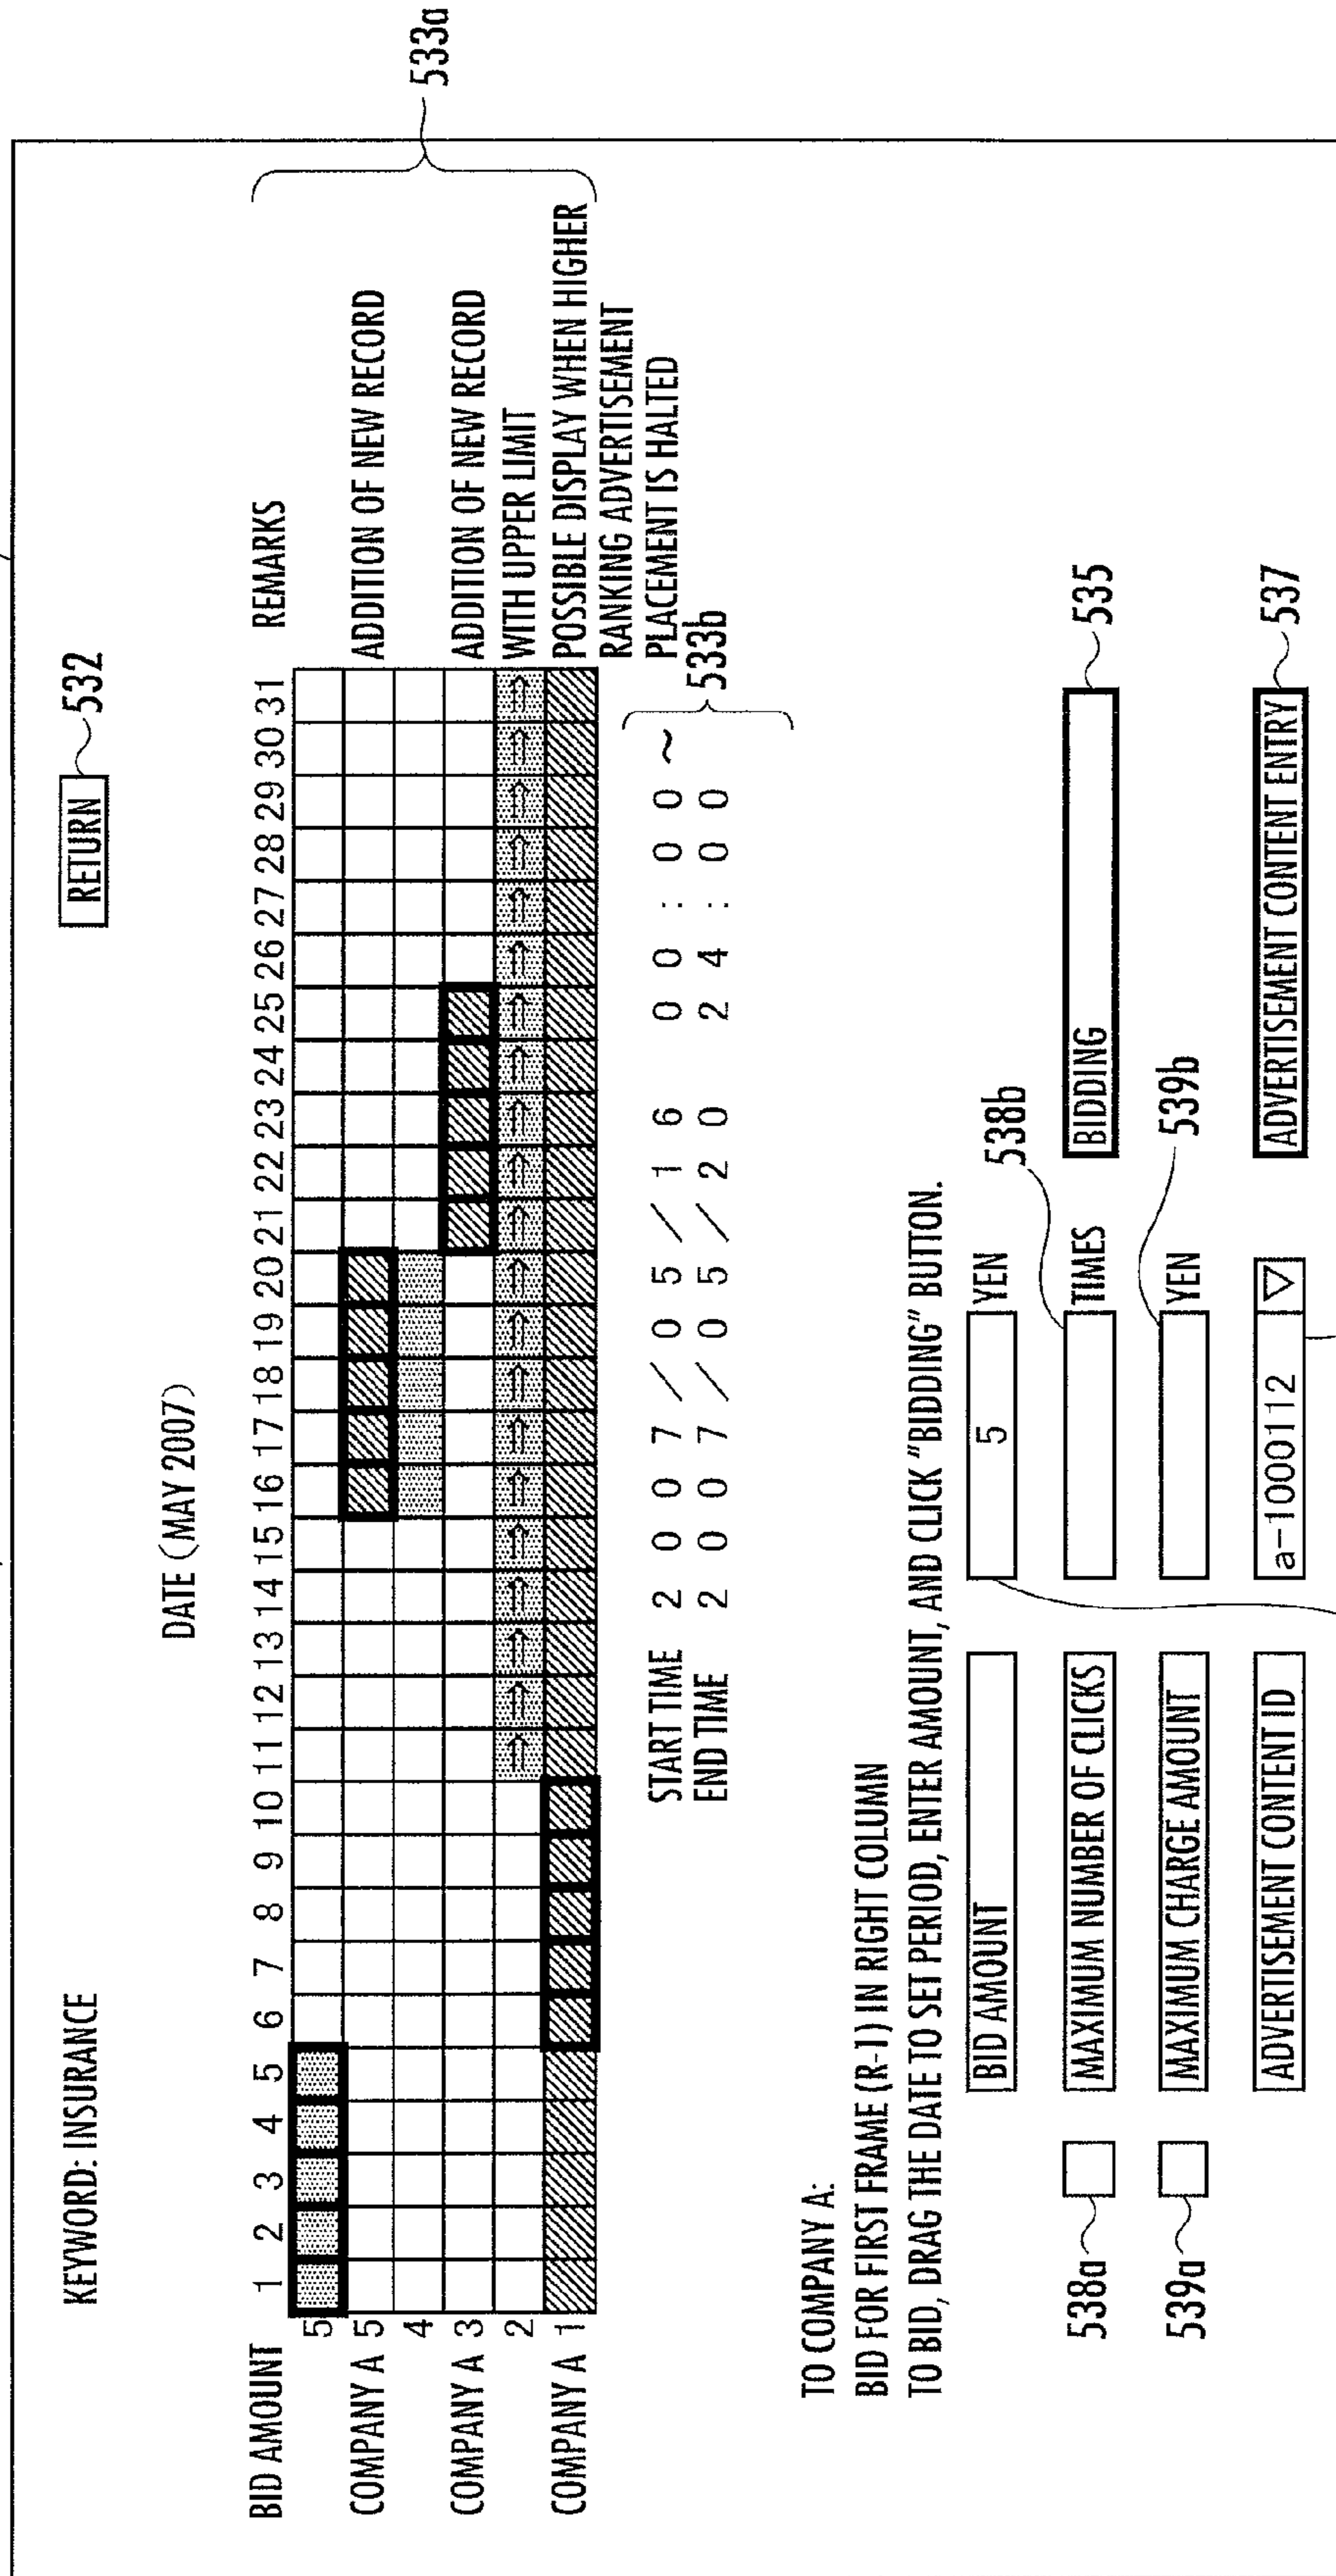 KEYWORD: INSURANCE
RETURN
532
DATE (MAY 2007)
BID AMOUNT 1 2 3 4 5 6 7 8 9 10 11 12 13 14 15 16 17 18 19 20 21 22 23 24 25 26 27 28 29 30 31 REMARKS
5
COMPANY A 5 ADDITION OF NEW RECORD
4
COMPANY A 3 ADDITION OF NEW RECORD
2 ⇒ ⇒ ⇒ ⇒ ⇒ ⇒ ⇒ ⇒ ⇒ ⇒ ⇒ ⇒ ⇒ ⇒ ⇒ ⇒ ⇒ ⇒ ⇒ ⇒ ⇒ WITH UPPER LIMIT
COMPANY A 1 POSSIBLE DISPLAY WHEN HIGHER
RANKING ADVERTISEMENT
PLACEMENT IS HALTED
533a
START TIME 2007/05/16 00:00 ~
END TIME 2007/05/20 24:00
533b
TO COMPANY A:
BID FOR FIRST FRAME (R-1) IN RIGHT COLUMN
TO BID, DRAG THE DATE TO SET PERIOD, ENTER AMOUNT, AND CLICK "BIDDING" BUTTON.
BID AMOUNT 5 YEN
538b
538a MAXIMUM NUMBER OF CLICKS TIMES BIDDING 535
539b
539a MAXIMUM CHARGE AMOUNT YEN
ADVERTISEMENT CONTENT ID a-1000112 ▽ ADVERTISEMENT CONTENT ENTRY 537